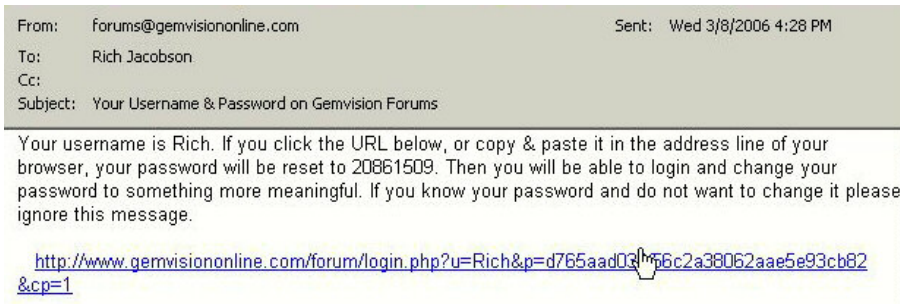 From: forums@gemvisiononline.com Sent: Wed 3/8/2006 4:28 PM
To: Rich Jacobson
Cc:
Subject: Your Username & Password on Gemvision Forums
Your username is Rich. If you click the URL below, or copy & paste it in the address line of your
browser, your password will be reset to 20861509. Then you will be able to login and change your
password to something more meaningful. If you know your password and do not want to change it please
ignore this message.
http://www.gemvisiononline.com/forum/login.php?u=Rich&p=d765aad03 56c2a38062aae5e93cb82
&cp=1